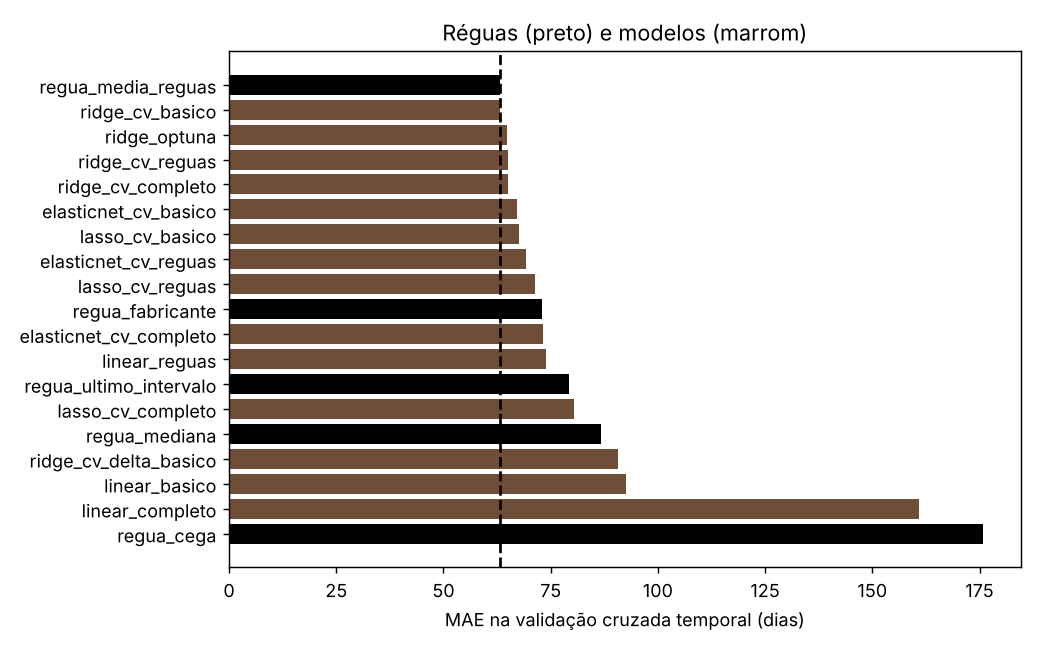 Réguas (preto) e modelos (marrom)
regua_media_reguas
ridge_cv_basico
ridge_optuna
ridge_cv_reguas
ridge_cv_completo
elasticnet_cv_basico
lasso_cv_basico
elasticnet_cv_reguas
lasso_cv_reguas
regua_fabricante
elasticnet_cv_completo
linear_reguas
regua_ultimo_intervalo
lasso_cv_completo
regua_mediana
ridge_cv_delta_basico
linear_basico
linear_completo
regua_cega
0 25 50 75 100 125 150 175
MAE na validação cruzada temporal (dias)